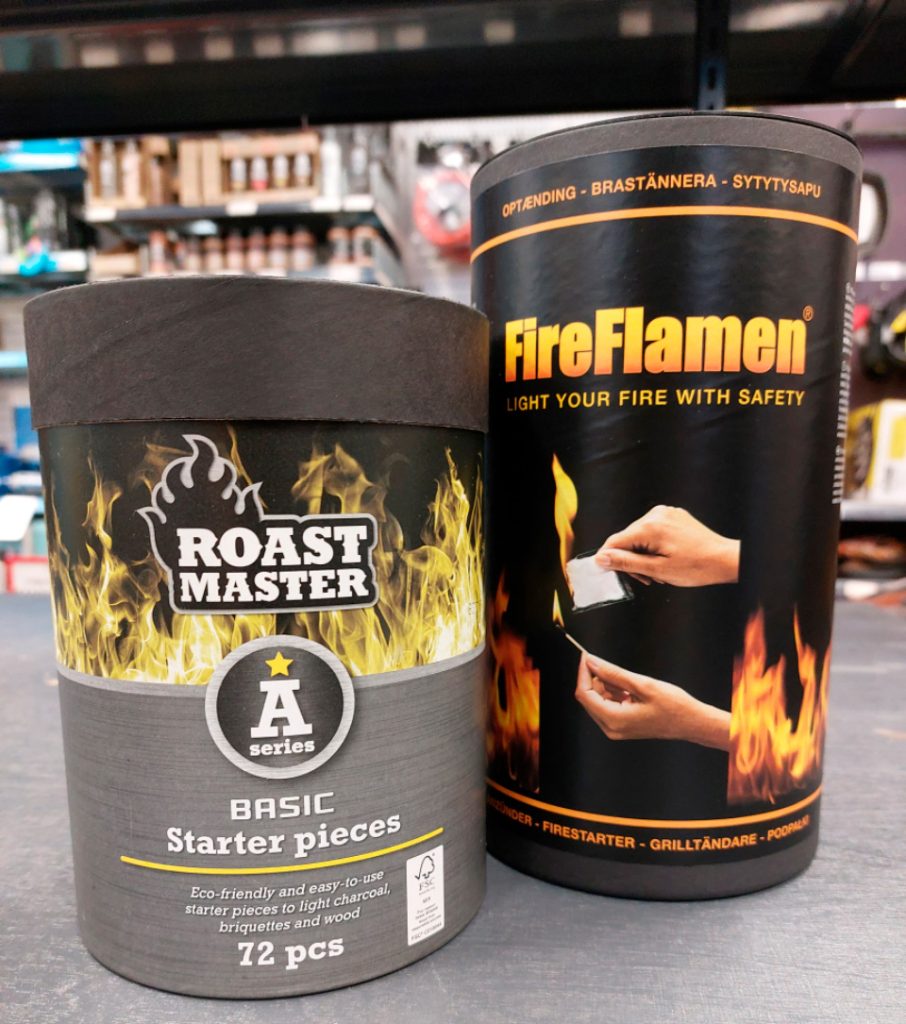 ROAST
MASTER
A
series
BASIC
Starter pieces
Eco-friendly and easy-to-use
starter pieces to light charcoal,
briquettes and wood
72 pcs
FSC
OPTÆNDING - BRASTÄNNERA - SYTYTYSAPU
FireFlamen®
LIGHT YOUR FIRE WITH SAFETY
- FIRESTARTER - GRILLTÄNDARE -